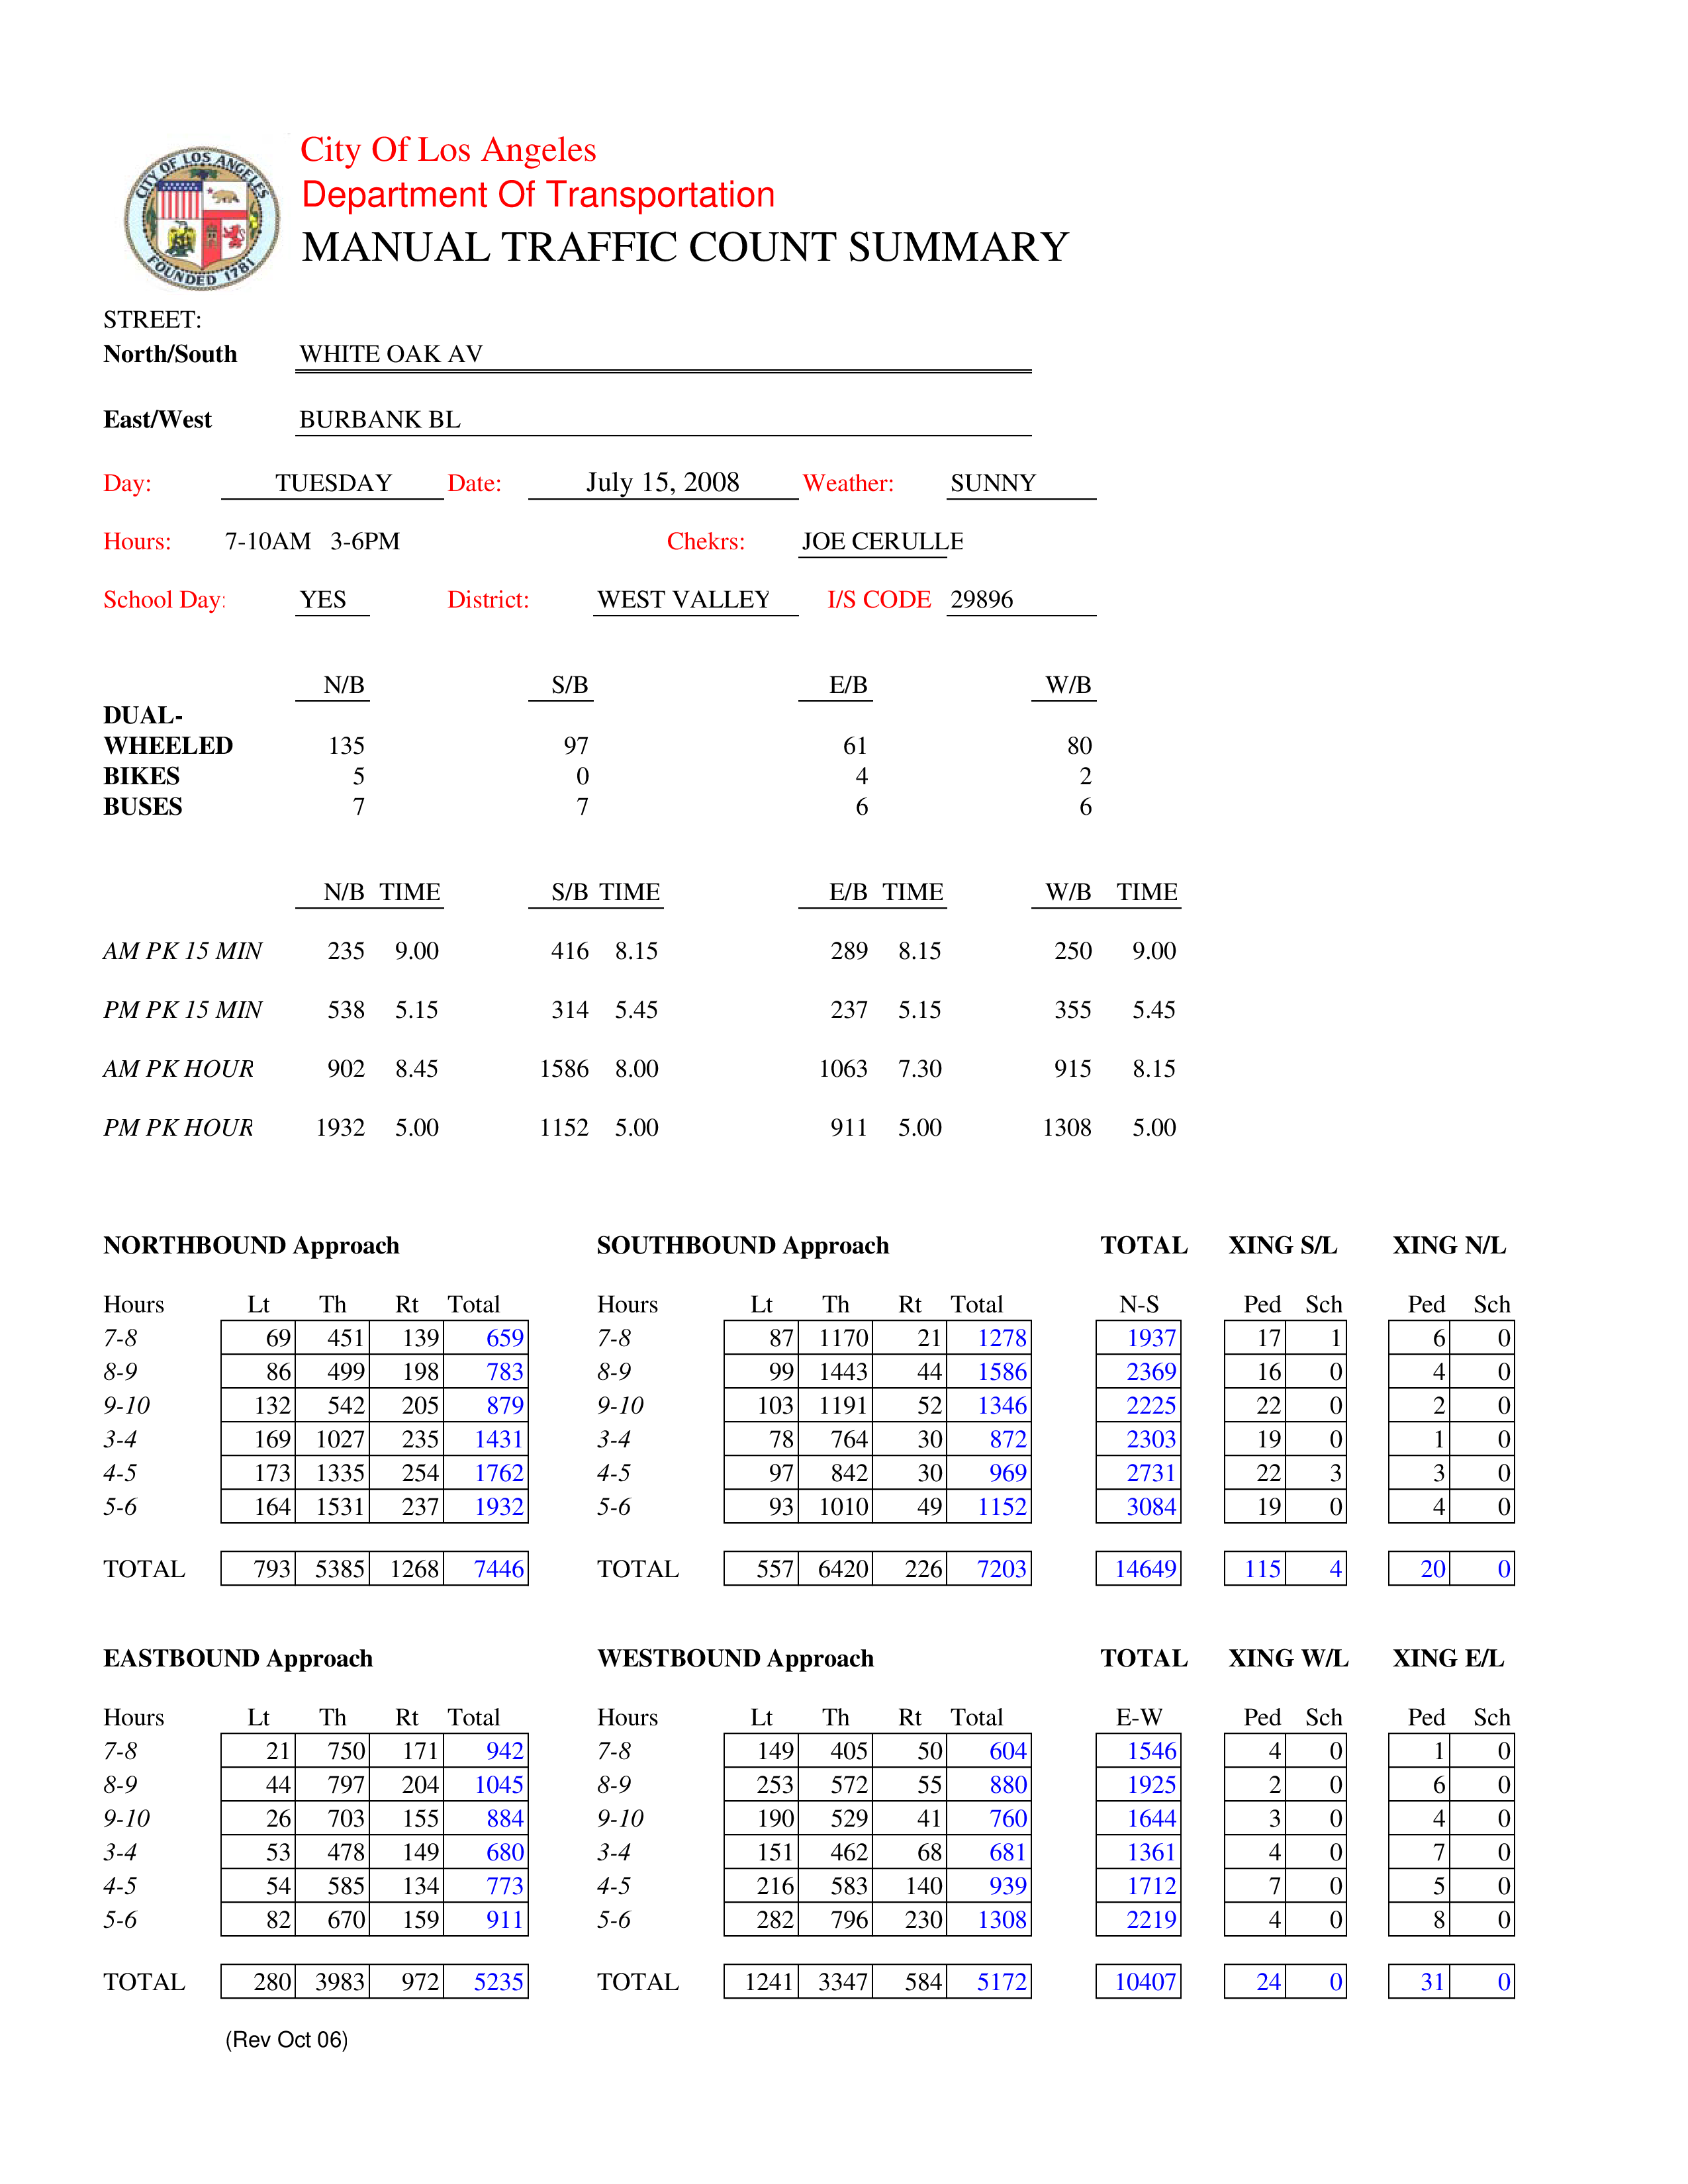 CITY OF LOS ANGELES
FOUNDED 1781
City Of Los Angeles
Department Of Transportation
MANUAL TRAFFIC COUNT SUMMARY
STREET:
North/South WHITE OAK AV
East/West BURBANK BL
Day: TUESDAY Date: July 15, 2008 Weather: SUNNY
Hours: 7-10AM 3-6PM Chekrs: JOE CERULLE
School Day: YES District: WEST VALLEY I/S CODE 29896
N/B S/B E/B W/B
DUAL-
WHEELED 135 97 61 80
BIKES 5 0 4 2
BUSES 7 7 6 6
N/B TIME S/B TIME E/B TIME W/B TIME
AM PK 15 MIN 235 9.00 416 8.15 289 8.15 250 9.00
PM PK 15 MIN 538 5.15 314 5.45 237 5.15 355 5.45
AM PK HOUR 902 8.45 1586 8.00 1063 7.30 915 8.15
PM PK HOUR 1932 5.00 1152 5.00 911 5.00 1308 5.00
NORTHBOUND Approach SOUTHBOUND Approach TOTAL XING S/L XING N/L
Hours Lt Th Rt Total Hours Lt Th Rt Total N-S Ped Sch Ped Sch
7-8 69 451 139 659 7-8 87 1170 21 1278 1937 17 1 6 0
8-9 86 499 198 783 8-9 99 1443 44 1586 2369 16 0 4 0
9-10 132 542 205 879 9-10 103 1191 52 1346 2225 22 0 2 0
3-4 169 1027 235 1431 3-4 78 764 30 872 2303 19 0 1 0
4-5 173 1335 254 1762 4-5 97 842 30 969 2731 22 3 3 0
5-6 164 1531 237 1932 5-6 93 1010 49 1152 3084 19 0 4 0
TOTAL 793 5385 1268 7446 TOTAL 557 6420 226 7203 14649 115 4 20 0
EASTBOUND Approach WESTBOUND Approach TOTAL XING W/L XING E/L
Hours Lt Th Rt Total Hours Lt Th Rt Total E-W Ped Sch Ped Sch
7-8 21 750 171 942 7-8 149 405 50 604 1546 4 0 1 0
8-9 44 797 204 1045 8-9 253 572 55 880 1925 2 0 6 0
9-10 26 703 155 884 9-10 190 529 41 760 1644 3 0 4 0
3-4 53 478 149 680 3-4 151 462 68 681 1361 4 0 7 0
4-5 54 585 134 773 4-5 216 583 140 939 1712 7 0 5 0
5-6 82 670 159 911 5-6 282 796 230 1308 2219 4 0 8 0
TOTAL 280 3983 972 5235 TOTAL 1241 3347 584 5172 10407 24 0 31 0
(Rev Oct 06)